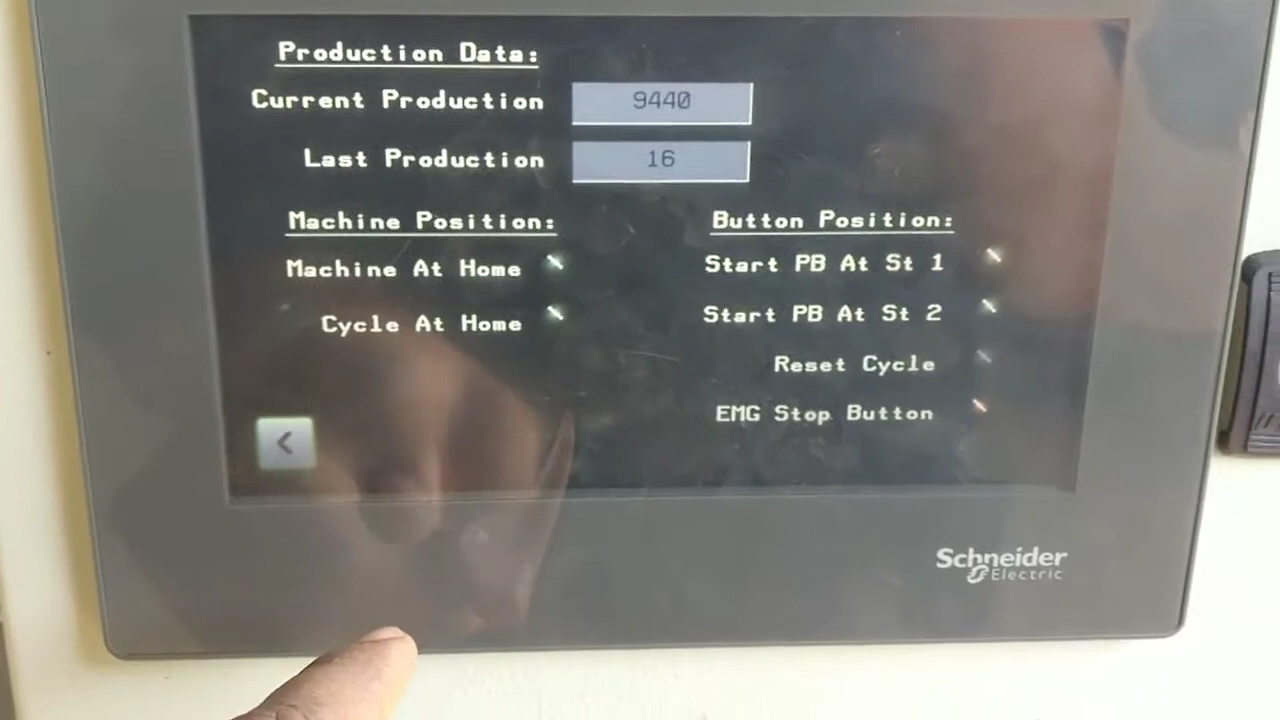 Production Data:
Current Production 9440
Last Production 16
Machine Position:
Machine At Home
Cycle At Home
Button Position:
Start PB At St 1
Start PB At St 2
Reset Cycle
EMG Stop Button
<
Schneider
Electric